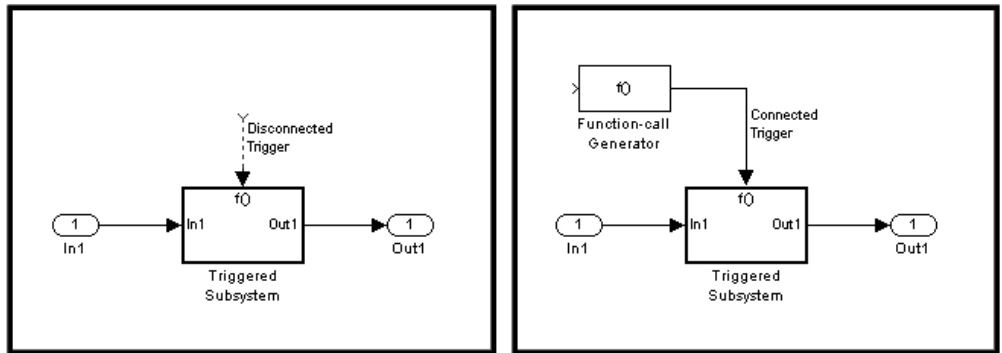 Disconnected
Trigger
f()
In1
Out1
1
In1
1
Out1
Triggered
Subsystem
f()
Function-call
Generator
Connected
Trigger
f()
In1
Out1
1
In1
1
Out1
Triggered
Subsystem